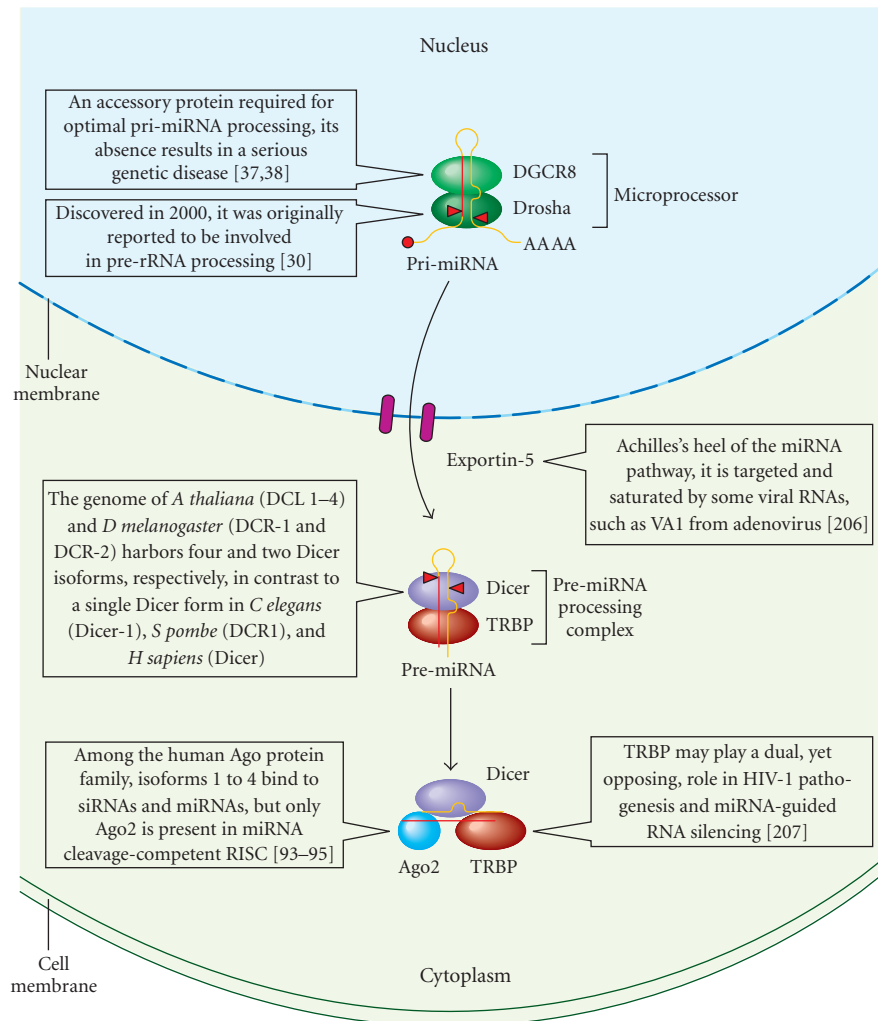 Nucleus
An accessory protein required for
optimal pri-miRNA processing, its
absence results in a serious
genetic disease [37,38]
DGCR8
Drosha
Microprocessor
Discovered in 2000, it was originally
reported to be involved
in pre-rRNA processing [30]
AAAA
Pri-miRNA
Nuclear
membrane
Exportin-5
Achilles's heel of the miRNA
pathway, it is targeted and
saturated by some viral RNAs,
such as VA1 from adenovirus [206]
The genome of A thaliana (DCL 1–4)
and D melanogaster (DCR-1 and
DCR-2) harbors four and two Dicer
isoforms, respectively, in contrast to
a single Dicer form in C elegans
(Dicer-1), S pombe (DCR1), and
H sapiens (Dicer)
Dicer
TRBP
Pre-miRNA
processing
complex
Pre-miRNA
Among the human Ago protein
family, isoforms 1 to 4 bind to
siRNAs and miRNAs, but only
Ago2 is present in miRNA
cleavage-competent RISC [93–95]
Dicer
Ago2
TRBP
TRBP may play a dual, yet
opposing, role in HIV-1 patho-
genesis and miRNA-guided
RNA silencing [207]
Cell
membrane
Cytoplasm